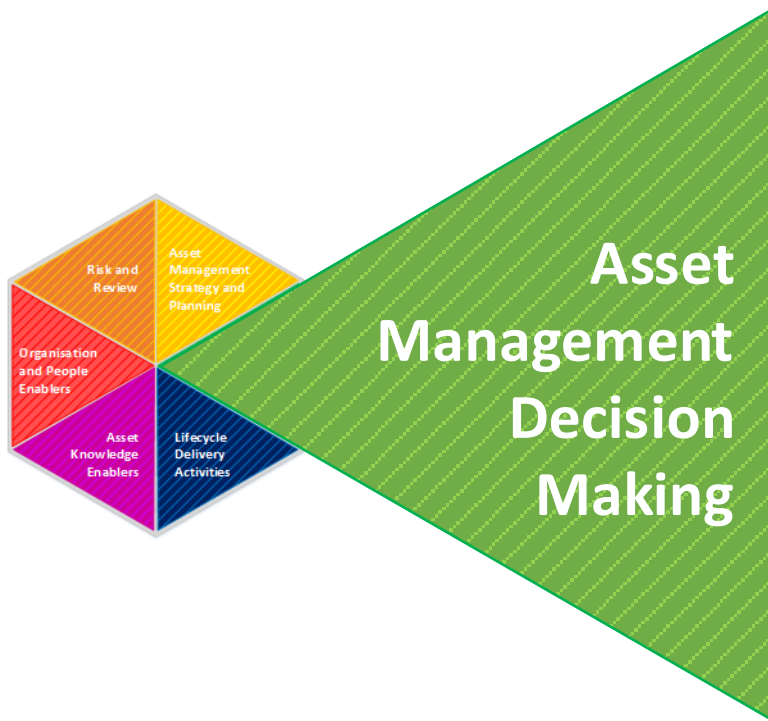 Risk and
Review
Asset
Management
Strategy and
Planning
Organisation
and People
Enablers
Asset
Knowledge
Enablers
Lifecycle
Delivery
Activities
Asset
Management
Decision
Making